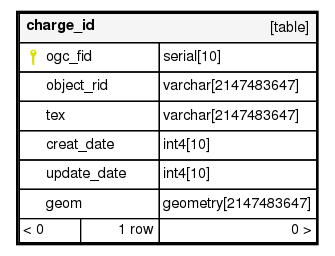 charge_id [table]
ogc_fid serial[10]
object_rid varchar[2147483647]
tex varchar[2147483647]
creat_date int4[10]
update_date int4[10]
geom geometry[2147483647]
< 0 1 row 0 >